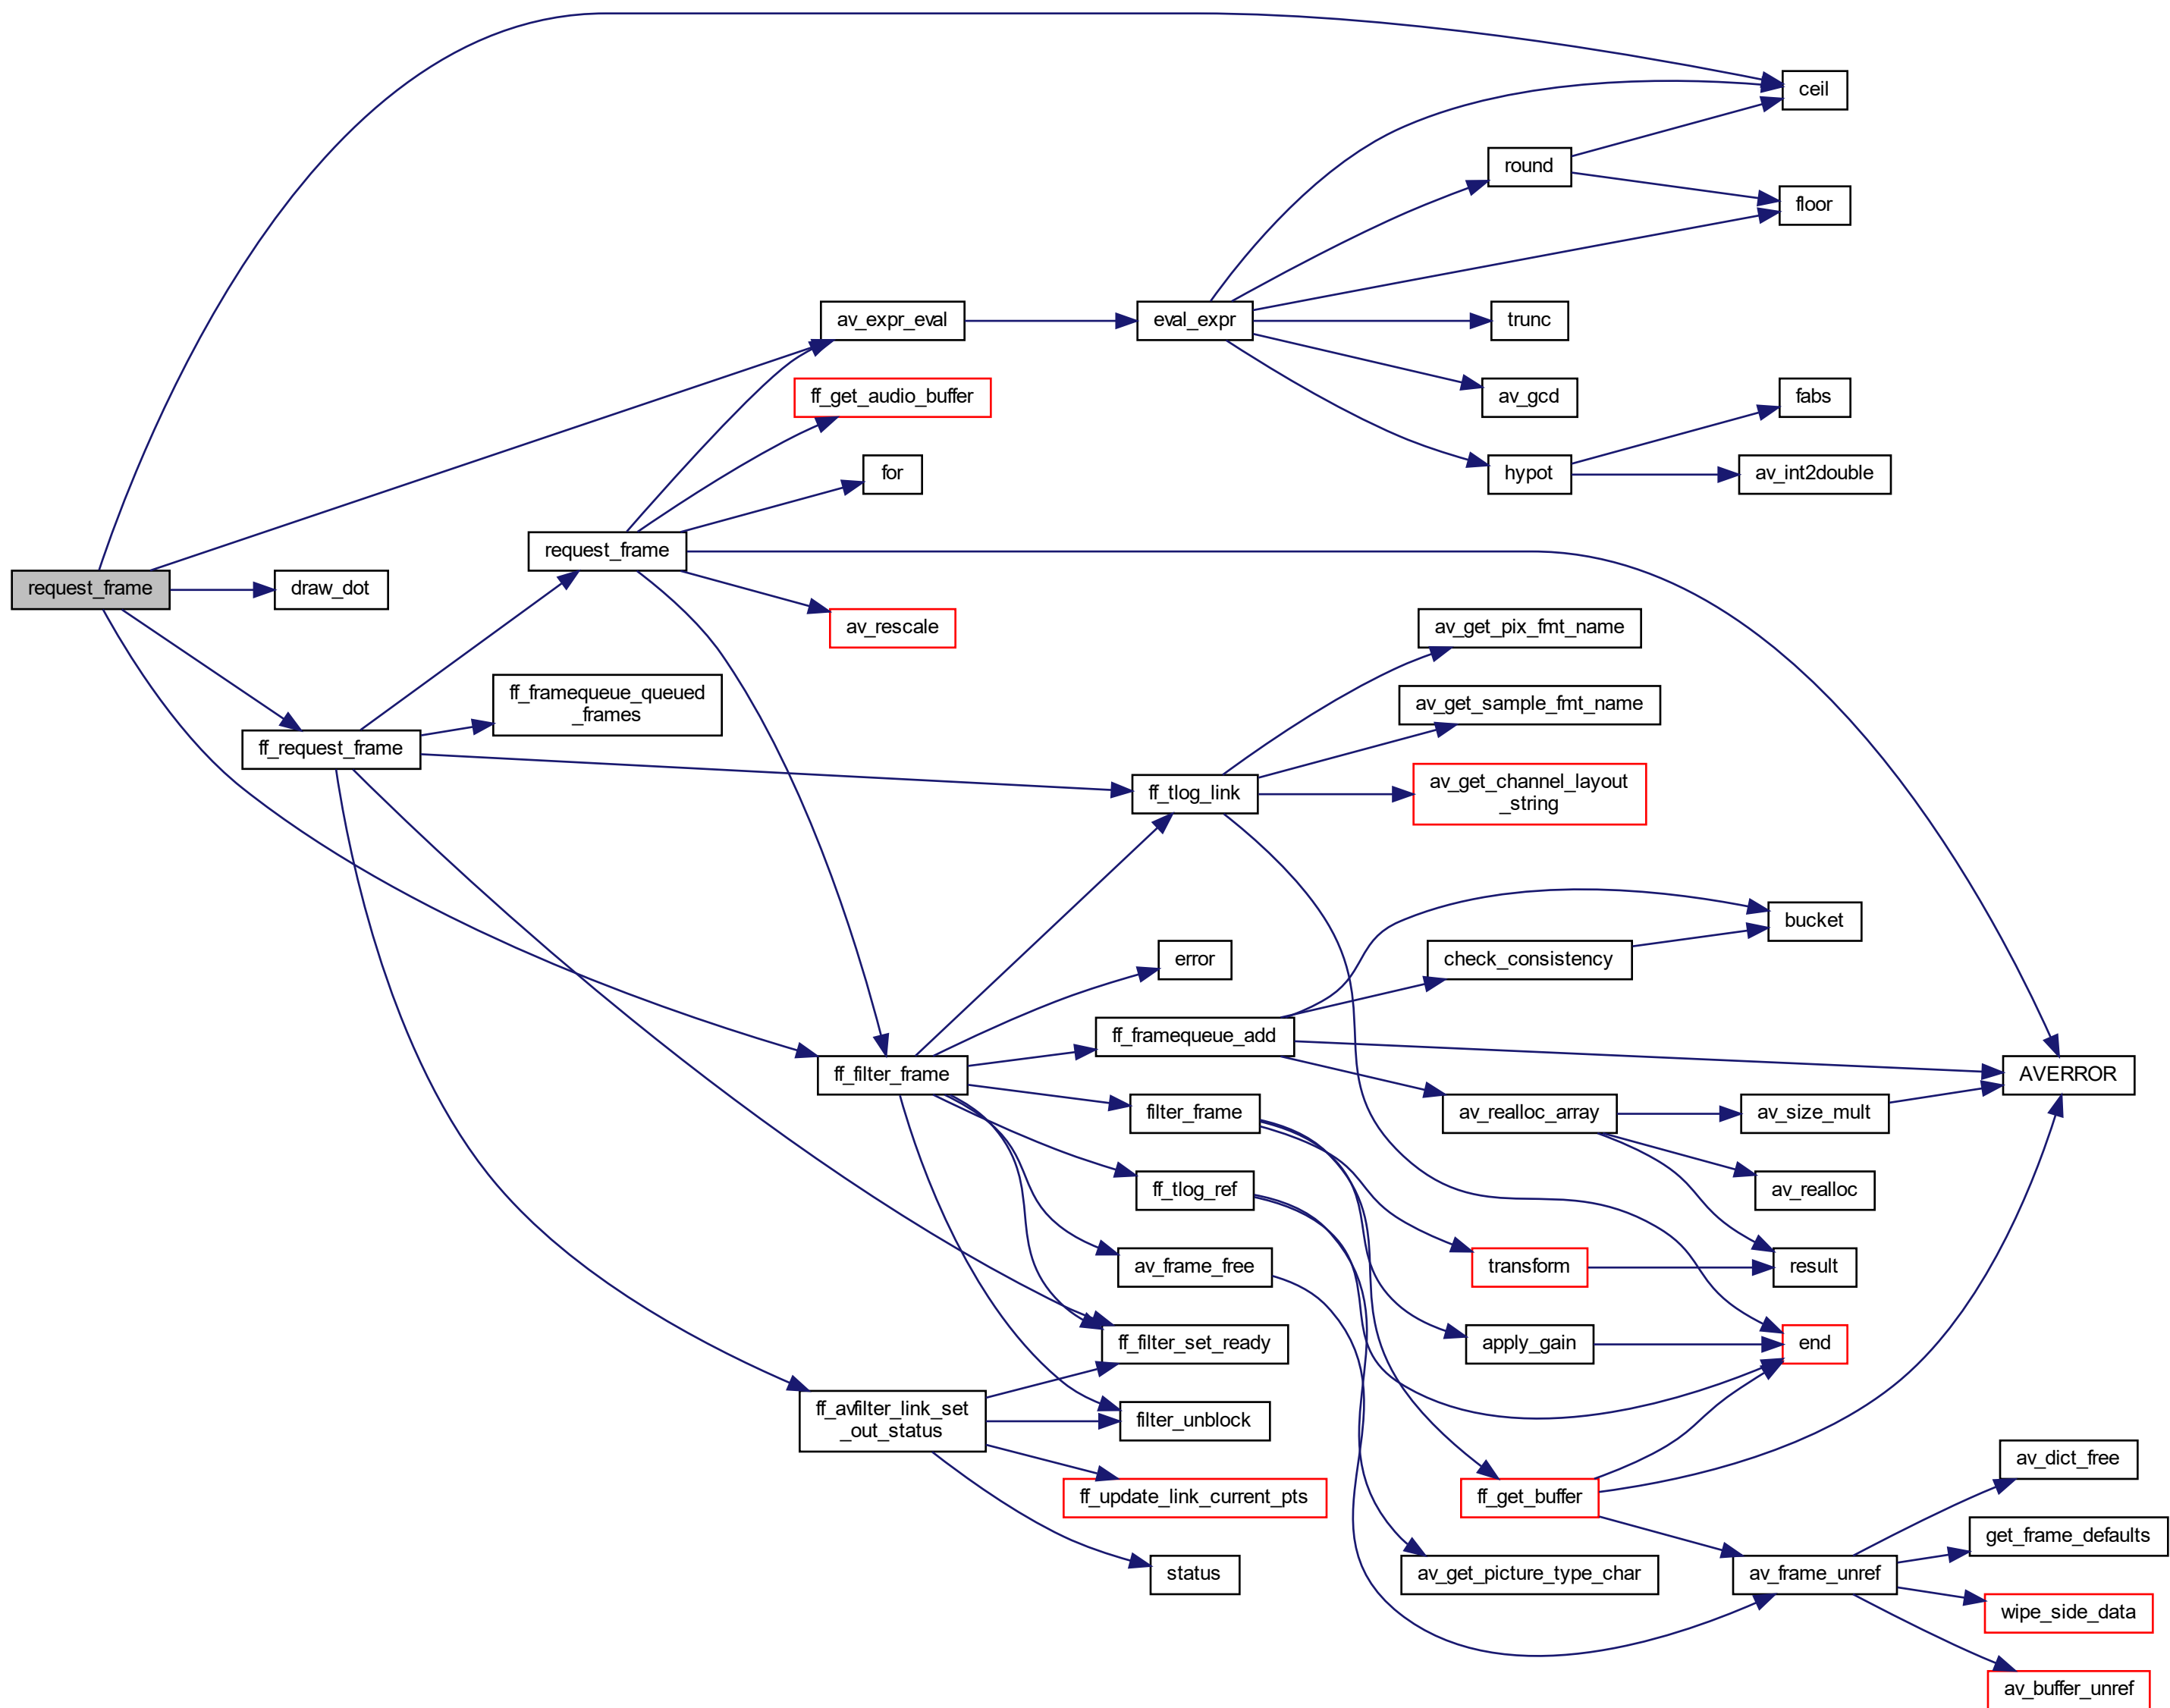 ceil
round
floor
av_expr_eval
eval_expr
trunc
ff_get_audio_buffer
av_gcd
fabs
for
hypot
av_int2double
request_frame
request_frame
draw_dot
av_rescale
av_get_pix_fmt_name
ff_framequeue_queued
_frames
av_get_sample_fmt_name
ff_request_frame
ff_tlog_link
av_get_channel_layout
_string
bucket
error
check_consistency
ff_framequeue_add
ff_filter_frame
AVERROR
filter_frame
av_realloc_array
av_size_mult
ff_tlog_ref
av_realloc
av_frame_free
transform
result
ff_filter_set_ready
apply_gain
end
ff_avfilter_link_set
_out_status
filter_unblock
av_dict_free
ff_update_link_current_pts
ff_get_buffer
get_frame_defaults
status
av_get_picture_type_char
av_frame_unref
wipe_side_data
av_buffer_unref